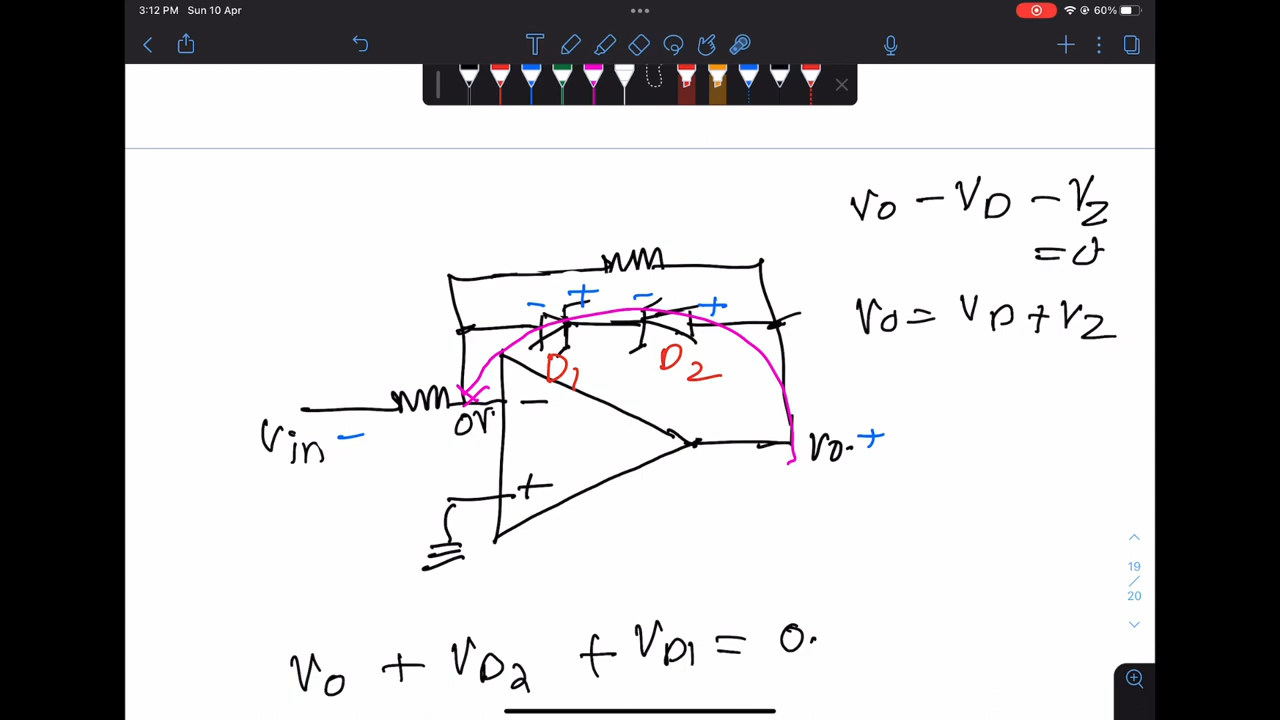 3:12 PM Sun 10 Apr
60%
T
Vo - VD - VZ
= 0
Vo = VD + VZ
- + - +
D1
D2
0V
-
Vin -
Vo. +
+
19
/
20
Vo + VD2 + VD1 = 0.